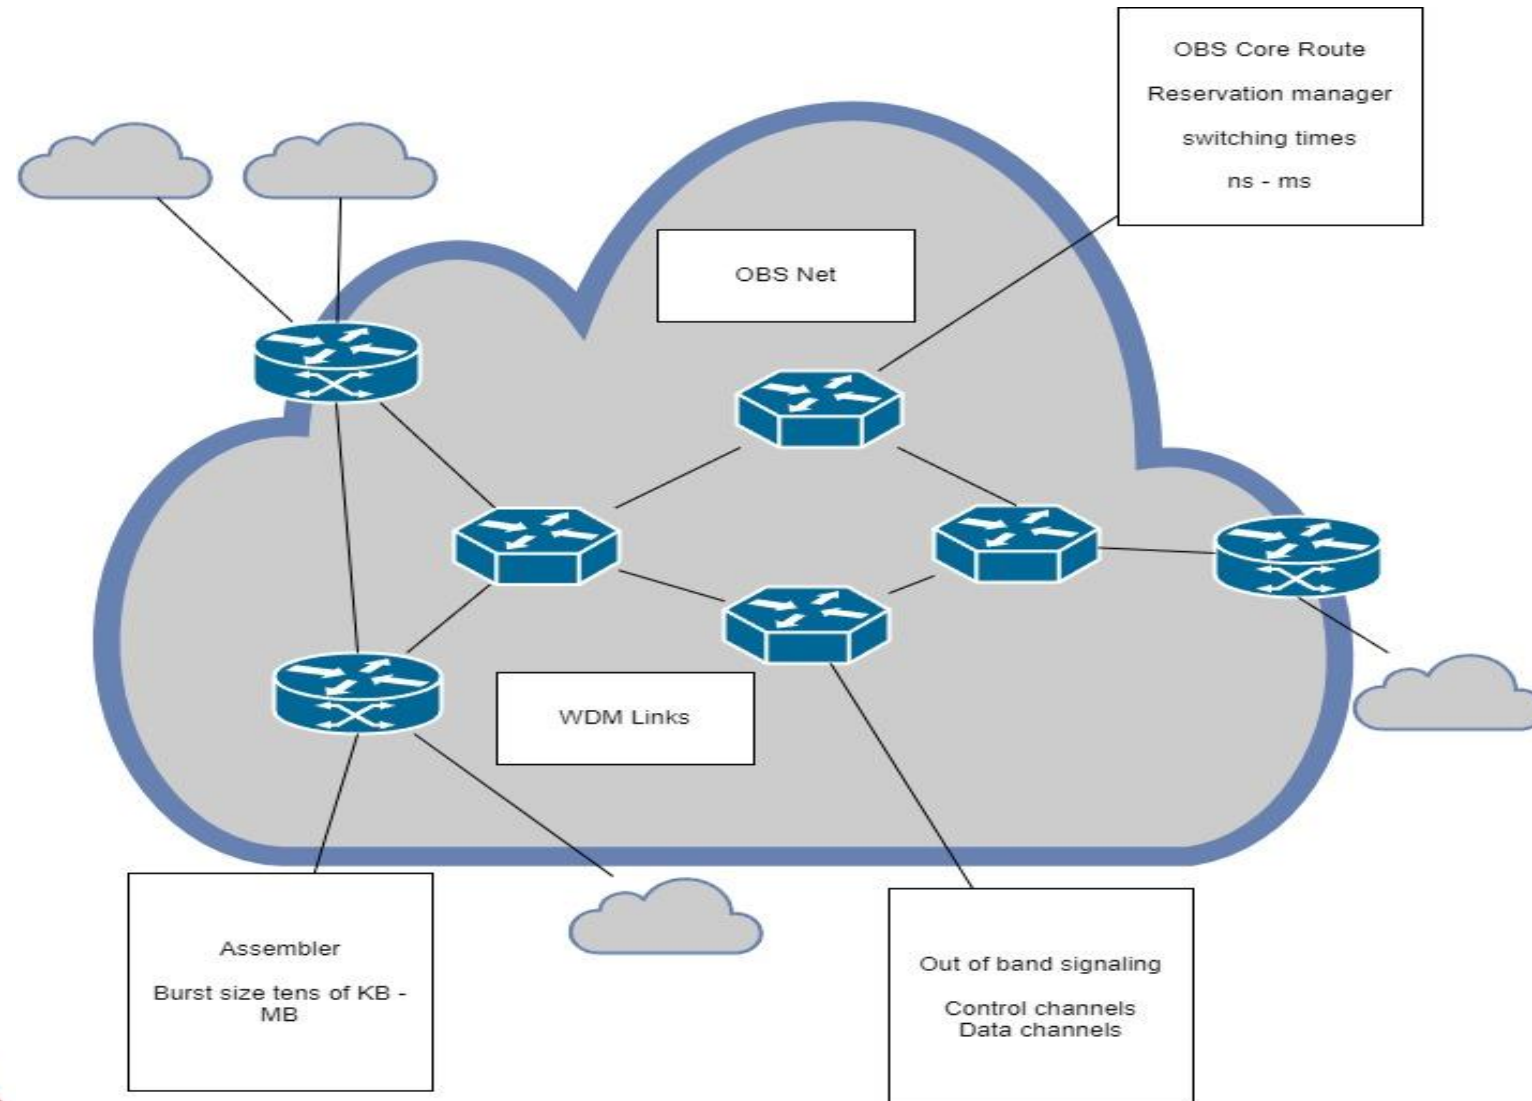 OBS Core Route
Reservation manager
switching times
ns - ms
OBS Net
WDM Links
Assembler
Burst size tens of KB -
MB
Out of band signaling
Control channels
Data channels